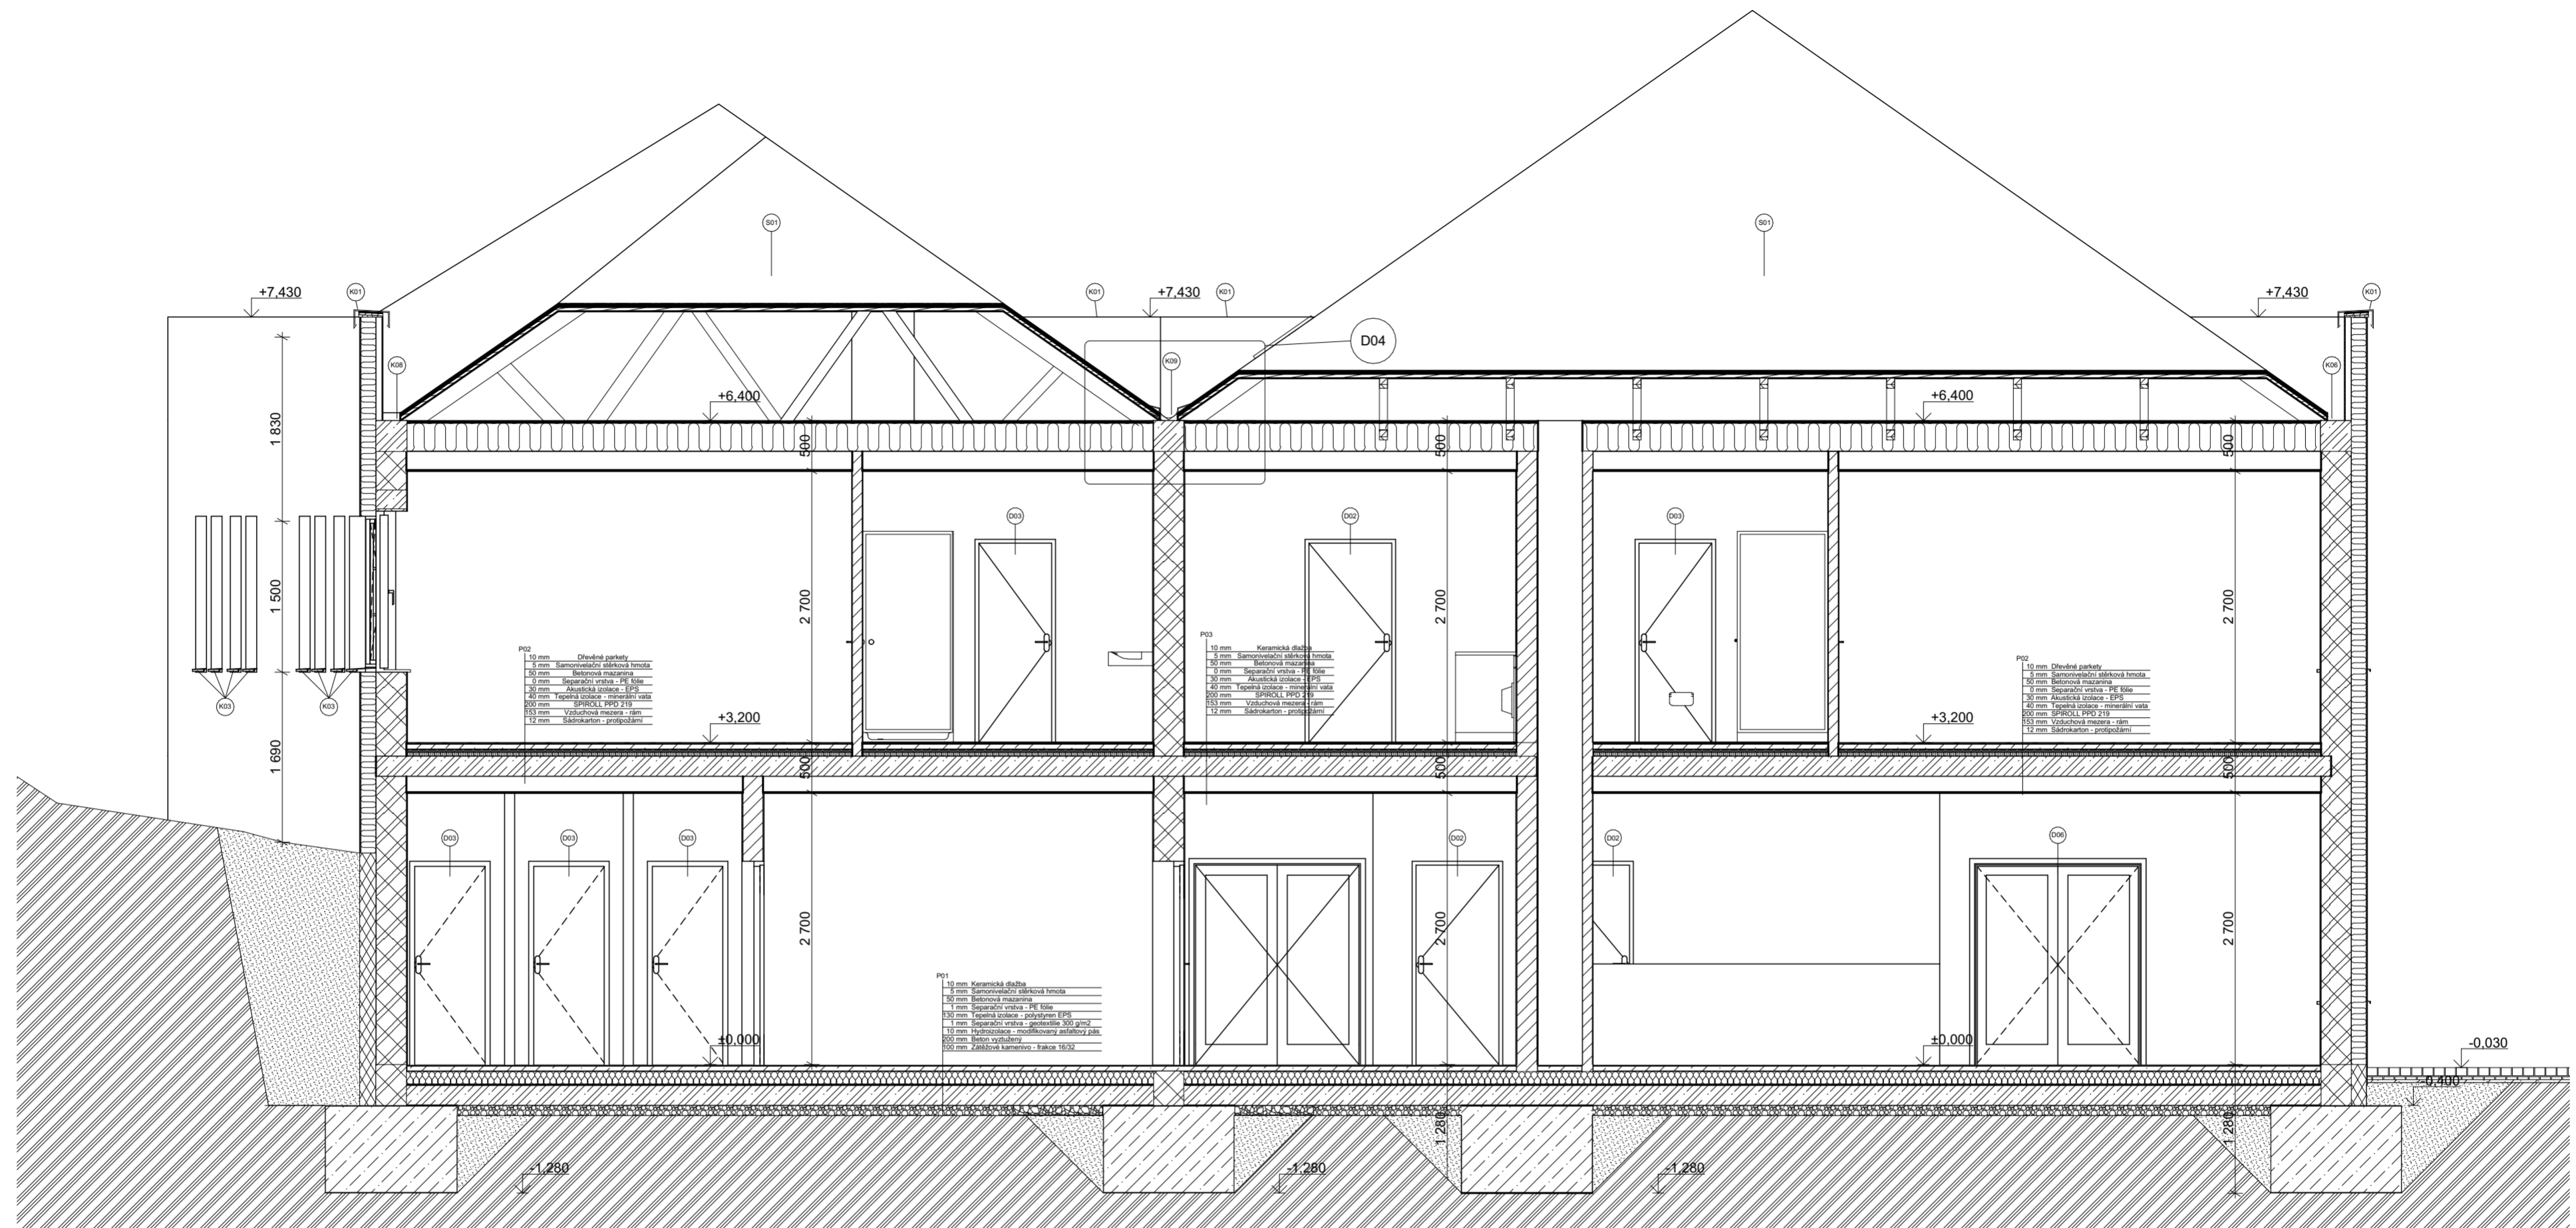 S01
S01
+7,430
K01
K01
+7,430
K01
+7,430
K01
D04
K08
K09
K06
+6,400
+6,400
1 830
500
500
500
D03
D02
D03
1 500
2 700
2 700
2 700
P02
10 mm Dřevěné parkety
5 mm Samonivelační stěrková hmota
50 mm Betonová mazanina
0 mm Separační vrstva - PE fólie
30 mm Akustická izolace - EPS
40 mm Tepelná izolace - minerální vata
200 mm SPIROLL PPD 219
153 mm Vzduchová mezera - rám
12 mm Sádrokarton - protipožární
P03
10 mm Keramická dlažba
5 mm Samonivelační stěrková hmota
50 mm Betonová mazanina
0 mm Separační vrstva - PE fólie
30 mm Akustická izolace - EPS
40 mm Tepelná izolace - minerální vata
200 mm SPIROLL PPD 219
153 mm Vzduchová mezera - rám
12 mm Sádrokarton - protipožární
P02
10 mm Dřevěné parkety
5 mm Samonivelační stěrková hmota
50 mm Betonová mazanina
0 mm Separační vrstva - PE fólie
30 mm Akustická izolace - EPS
40 mm Tepelná izolace - minerální vata
200 mm SPIROLL PPD 219
153 mm Vzduchová mezera - rám
12 mm Sádrokarton - protipožární
K03
K03
+3,200
+3,200
1 690
500
500
500
D03
D03
D03
D02
D02
D06
2 700
2 700
2 700
P01
10 mm Keramická dlažba
5 mm Samonivelační stěrková hmota
50 mm Betonová mazanina
1 mm Separační vrstva - PE fólie
130 mm Tepelná izolace - polystyren EPS
1 mm Separační vrstva - geotextilie 300 g/m2
10 mm Hydroizolace - modifikovaný asfaltový pás
200 mm Beton vyztužený
100 mm Zátěžové kamenivo - frakce 16/32
±0,000
±0,000
-0,030
-0,400
1 280
1 280
-1,280
-1,280
-1,280